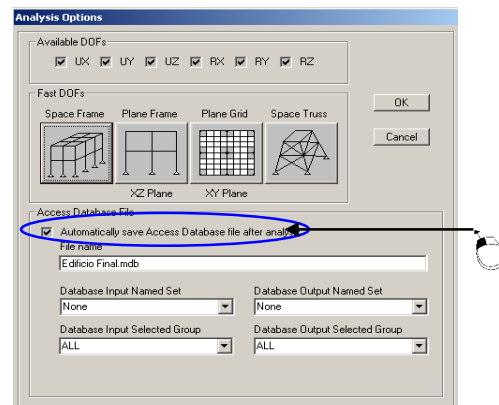 Analysis Options
Available DOFs
UX UY UZ RX RY RZ
Fast DOFs
Space Frame Plane Frame Plane Grid Space Truss
XZ Plane XY Plane
OK
Cancel
Access Database File
Automatically save Access Database file after
File name
Edificio Final.mdb
Database Input Named Set Database Output Named Set
None None
Database Input Selected Group Database Output Selected Group
ALL ALL